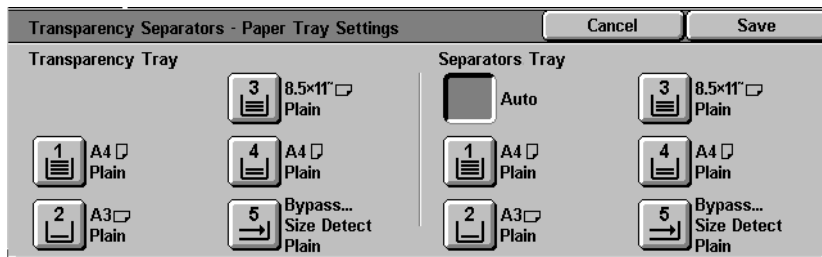 Transparency Separators - Paper Tray Settings
Cancel
Save
Transparency Tray
3
8.5×11"
Plain
1
A4
Plain
4
A4
Plain
2
A3
Plain
5
Bypass...
Size Detect
Plain
Separators Tray
Auto
3
8.5×11"
Plain
1
A4
Plain
4
A4
Plain
2
A3
Plain
5
Bypass...
Size Detect
Plain